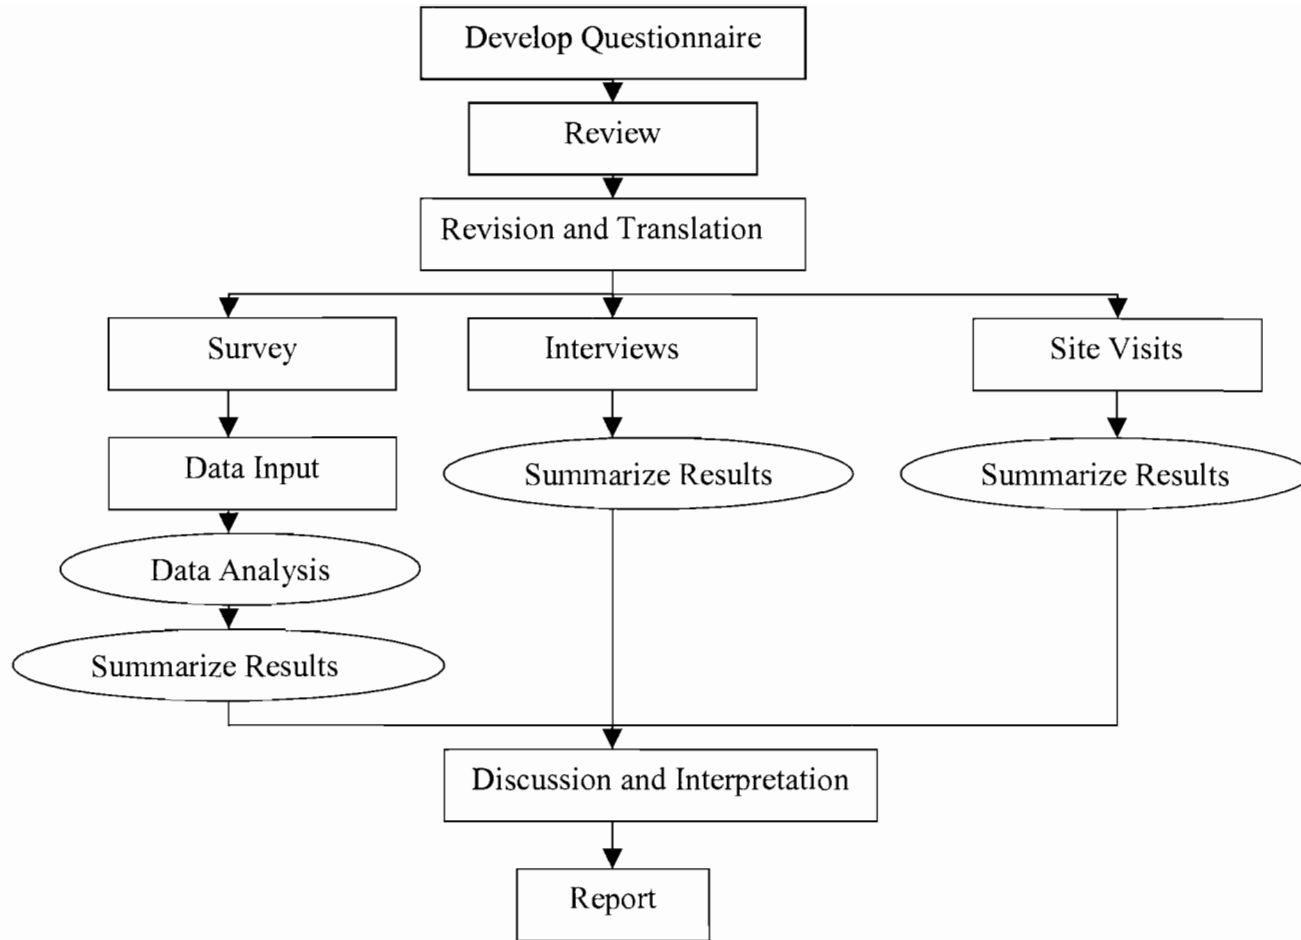 Develop Questionnaire
Review
Revision and Translation
Survey
Interviews
Site Visits
Data Input
Summarize Results
Summarize Results
Data Analysis
Summarize Results
Discussion and Interpretation
Report